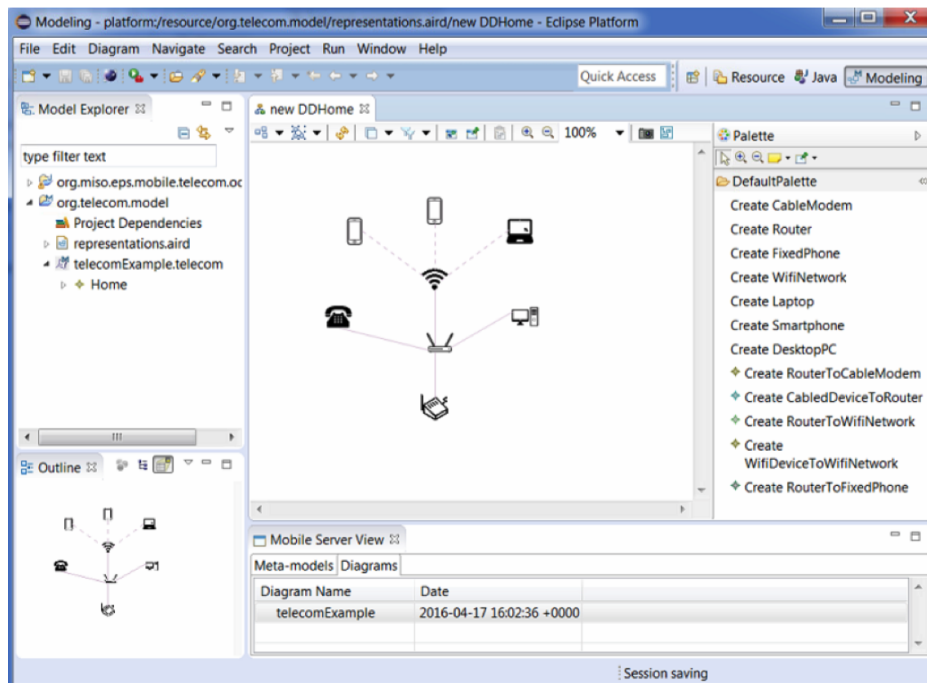 Modeling - platform:/resource/org.telecom.model/representations.aird/new DDHome - Eclipse Platform
File Edit Diagram Navigate Search Project Run Window Help
Quick Access
Resource
Java
Modeling
Model Explorer
type filter text
org.miso.eps.mobile.telecom.oc
org.telecom.model
Project Dependencies
representations.aird
telecomExample.telecom
Home
Outline
new DDHome
100%
Palette
DefaultPalette
Create CableModem
Create Router
Create FixedPhone
Create WifiNetwork
Create Laptop
Create Smartphone
Create DesktopPC
Create RouterToCableModem
Create CabledDeviceToRouter
Create RouterToWifiNetwork
Create
WifiDeviceToWifiNetwork
Create RouterToFixedPhone
Mobile Server View
Meta-models Diagrams
Diagram Name Date
telecomExample 2016-04-17 16:02:36 +0000
Session saving